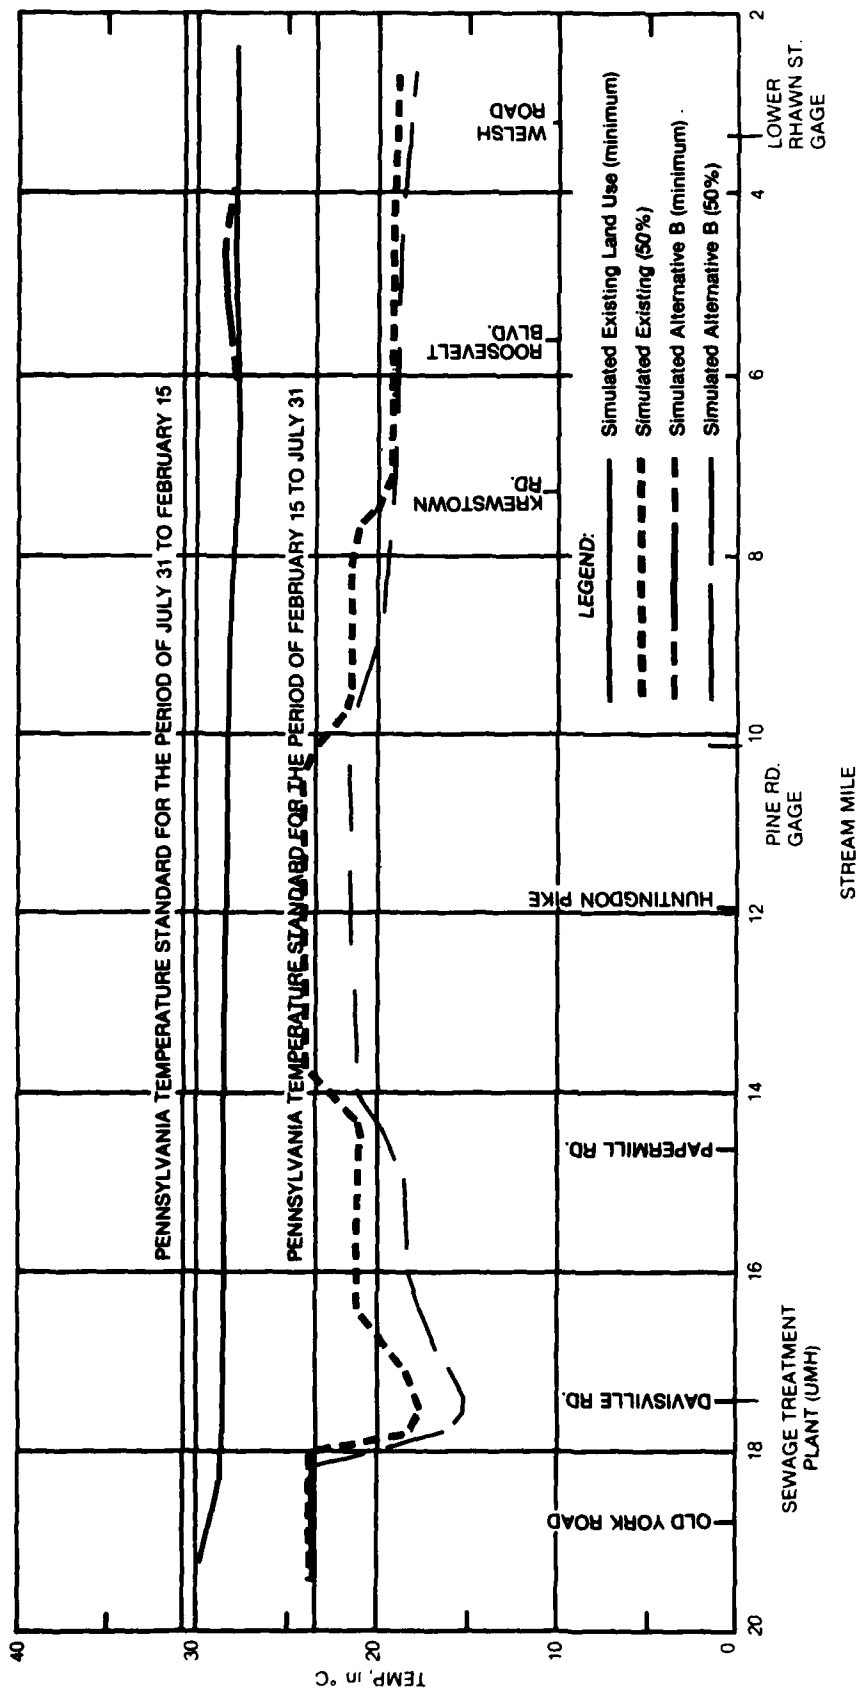 PENNSYLVANIA TEMPERATURE STANDARD FOR THE PERIOD OF JULY 31 TO FEBRUARY 15
PENNSYLVANIA TEMPERATURE STANDARD FOR THE PERIOD OF FEBRUARY 15 TO JULY 31
TEMP, in °C
40
30
20
10
0
OLD YORK ROAD
DAVISVILLE RD.
PAPERMILL RD.
HUNTINGDON PIKE
KREWSTOWN
RD.
ROOSEVELT
BLVD.
WELSH
ROAD
LEGEND:
Simulated Existing Land Use (minimum)
Simulated Existing (50%)
Simulated Alternative B (minimum)
Simulated Alternative B (50%)
20
18
16
14
12
10
8
6
4
2
SEWAGE TREATMENT
PLANT (UMH)
PINE RD.
GAGE
LOWER
RHAWN ST.
GAGE
STREAM MILE